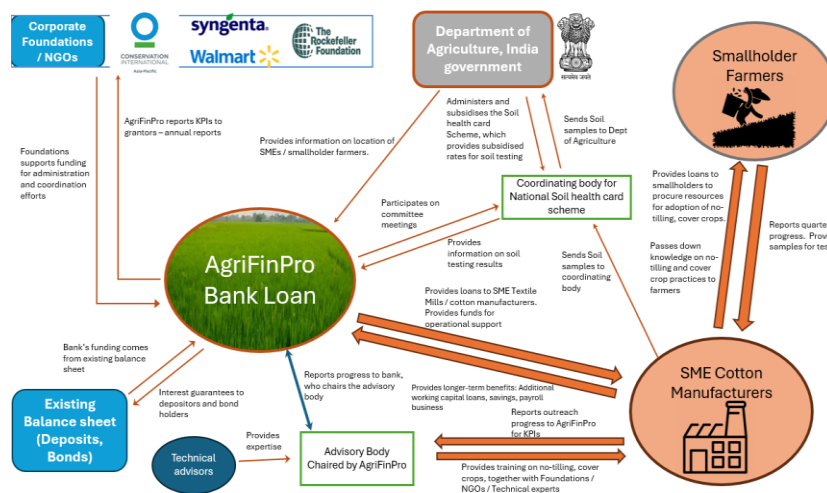 Corporate
Foundations
/ NGOs
CONSERVATION
INTERNATIONAL
Asia-Pacific
syngenta
Walmart
The
Rockefeller
Foundation
Department of
Agriculture, India
government
सत्यमेव जयते
Smallholder
Farmers
AgriFinPro reports KPIs to
grantors – annual reports
Foundations
supports funding
for administration
and coordination
efforts
Provides information on location of
SMEs / smallholder farmers.
Administers and
subsidises the Soil
health card
Scheme, which
provides subsidised
rates for soil testing
Sends Soil
samples to Dept
of Agriculture
Coordinating body for
National Soil health card
scheme
Participates on
committee
meetings
Provides
information on soil
testing results
Sends Soil
samples to
coordinating
body
Provides loans to
smallholders to
procure resources
for adoption of no-
tilling, cover crops.
Passes down
knowledge on no-
tilling and cover
crop practices to
farmers
Reports quarte
progress. Provi
samples for tes
AgriFinPro
Bank Loan
Provides loans to SME Textile
Mills / cotton manufacturers.
Provides funds for
operational support
Bank's funding comes
from existing balance
sheet
Interest guarantees to
depositors and bond
holders
Reports progress to bank,
who chairs the advisory
body
Provides longer-term benefits: Additional
working capital loans, savings, payroll
business
SME Cotton
Manufacturers
Existing
Balance sheet
(Deposits,
Bonds)
Technical
advisors
Provides
expertise
Advisory Body
Chaired by AgriFinPro
Reports outreach
progress to AgriFinPro
for KPIs
Provides training on no-tilling, cover
crops, together with Foundations /
NGOs / Technical experts